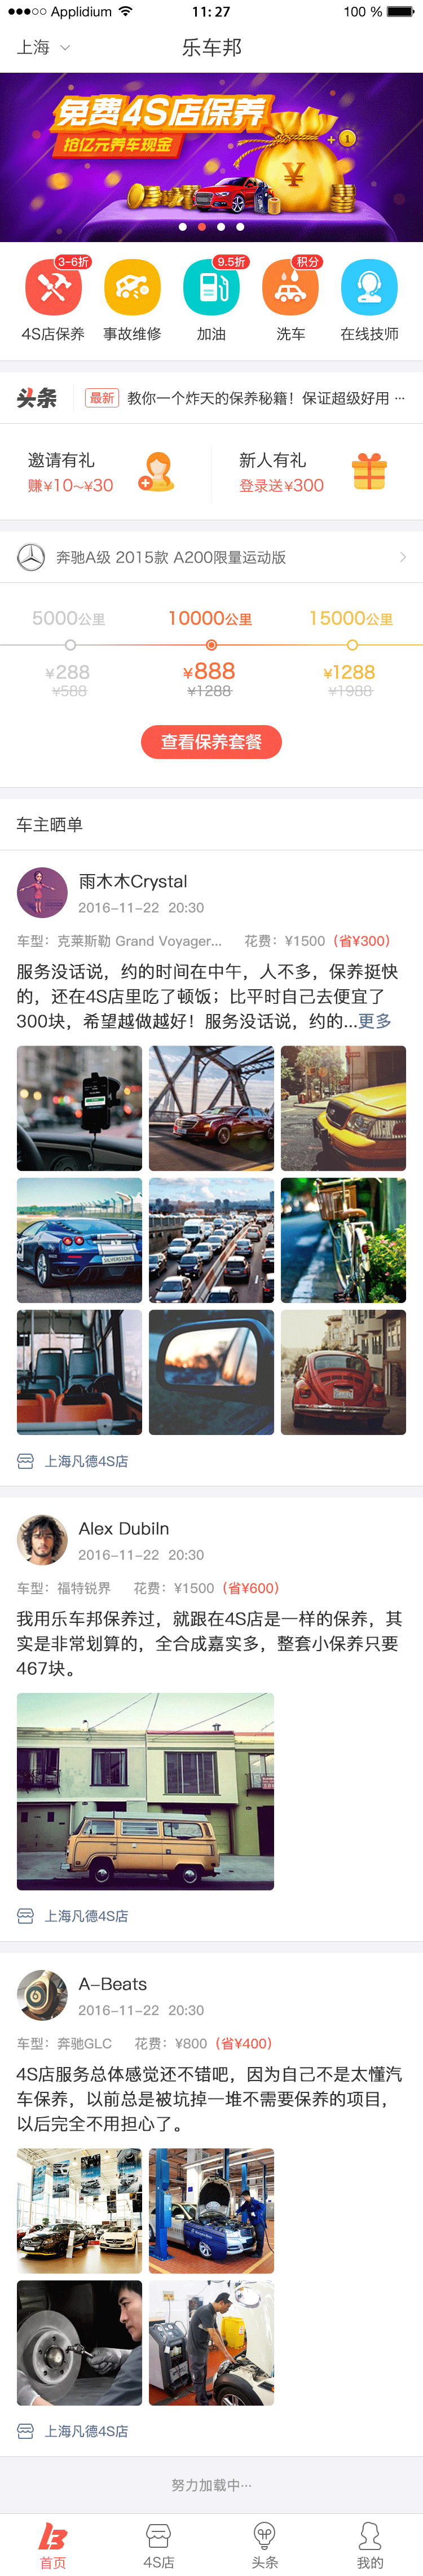 Applidium 11:27 100 %
上海 乐车邦
免费4S店保养
抢亿元养车现金
3-6折 9.5折 积分
4S店保养 事故维修 加油 洗车 在线技师
头条 最新 教你一个炸天的保养秘籍！保证超级好用 ···
邀请有礼 新人有礼
赚¥10~¥30 登录送¥300
奔驰A级 2015款 A200限量运动版
5000公里 10000公里 15000公里
¥288 ¥888 ¥1288
¥588 ¥1288 ¥1988
查看保养套餐
车主晒单
雨木木Crystal
2016-11-22 20:30
车型：克莱斯勒 Grand Voyager... 花费：¥1500（省¥300）
服务没话说，约的时间在中午，人不多，保养挺快
的，还在4S店里吃了顿饭；比平时自己去便宜了
300块，希望越做越好！服务没话说，约的...更多
SILVERSTONE
上海凡德4S店
Alex Dubiln
2016-11-22 20:30
车型：福特锐界 花费：¥1500（省¥600）
我用乐车邦保养过，就跟在4S店是一样的保养，其
实是非常划算的，全合成嘉实多，整套小保养只要
467块。
上海凡德4S店
A-Beats
2016-11-22 20:30
车型：奔驰GLC 花费：¥800（省¥400）
4S店服务总体感觉还不错吧，因为自己不是太懂汽
车保养，以前总是被坑掉一堆不需要保养的项目，
以后完全不用担心了。
上海凡德4S店
努力加载中···
首页 4S店 头条 我的